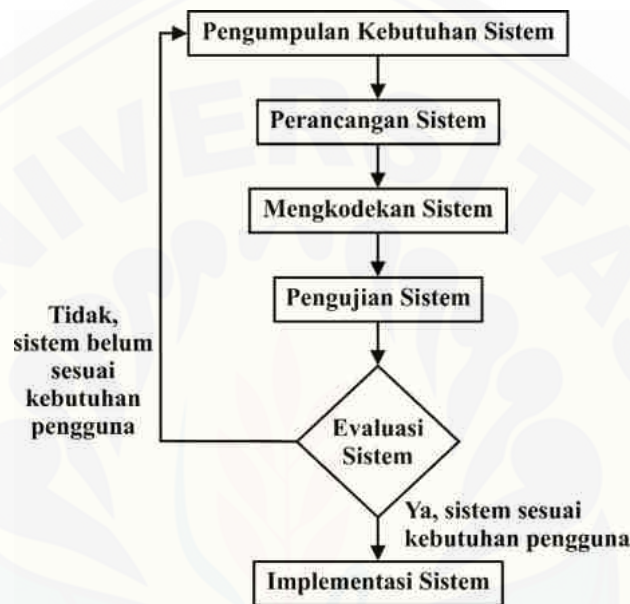 Pengumpulan Kebutuhan Sistem
Perancangan Sistem
Mengkodekan Sistem
Pengujian Sistem
Tidak,
sistem belum
sesuai
kebutuhan
pengguna
Evaluasi
Sistem
Ya, sistem sesuai
kebutuhan pengguna
Implementasi Sistem
UNIVERSITAS